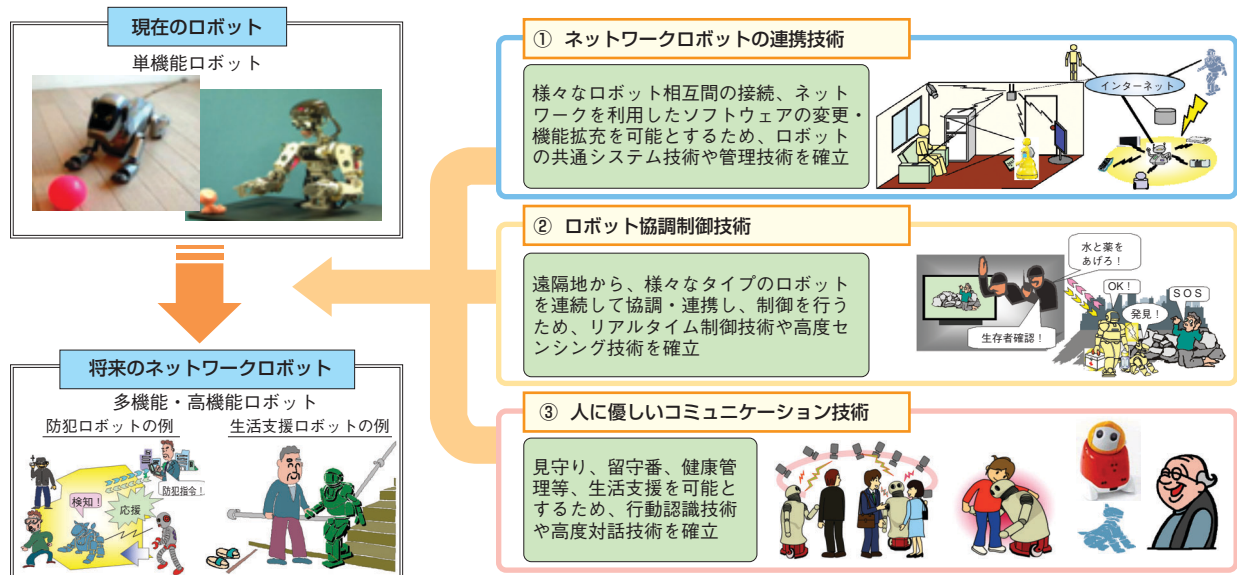 現在のロボット
単機能ロボット
将来のネットワークロボット
多機能・高機能ロボット
防犯ロボットの例
生活支援ロボットの例
防犯指令！
検知！
応援
① ネットワークロボットの連携技術
様々なロボット相互間の接続、ネット
ワークを利用したソフトウェアの変更・
機能拡充を可能とするため、ロボット
の共通システム技術や管理技術を確立
インターネット
② ロボット協調制御技術
遠隔地から、様々なタイプのロボット
を連続して協調・連携し、制御を行う
ため、リアルタイム制御技術や高度セ
ンシング技術を確立
水と薬を
あげろ！
OK！
SOS
発見！
生存者確認！
③ 人に優しいコミュニケーション技術
見守り、留守番、健康管
理等、生活支援を可能と
するため、行動認識技術
や高度対話技術を確立